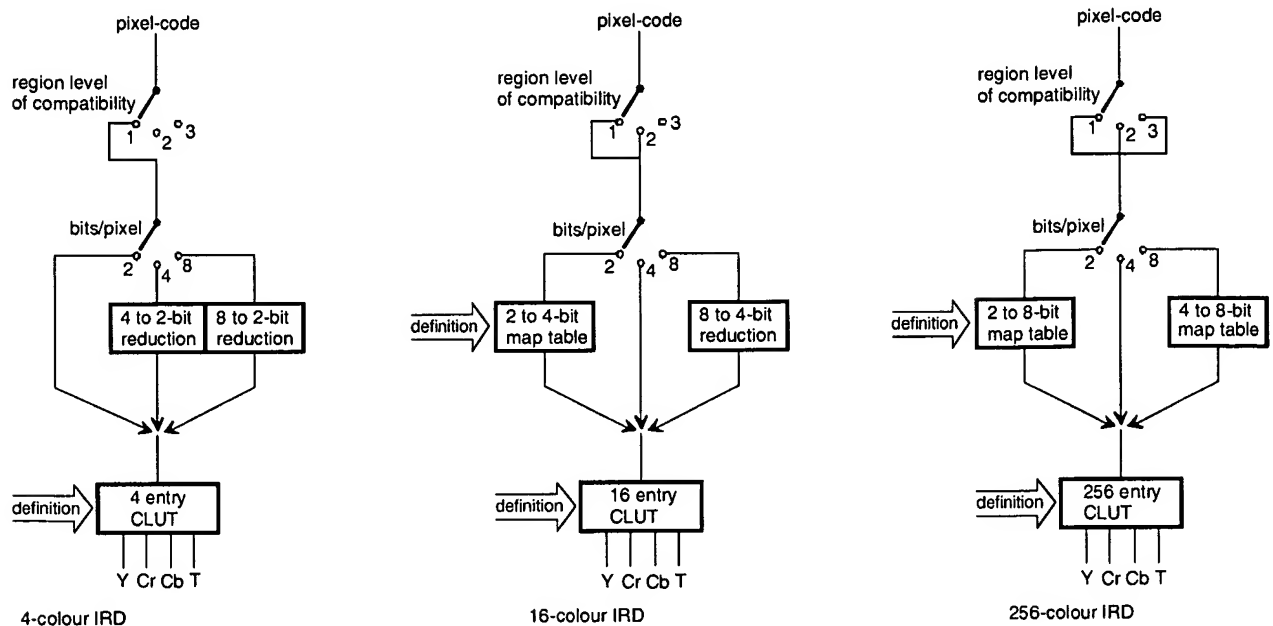 pixel-code
region level
of compatibility
1
2
3
bits/pixel
2
4
8
4 to 2-bit
reduction
8 to 2-bit
reduction
definition
4 entry
CLUT
Y Cr Cb T
4-colour IRD
pixel-code
region level
of compatibility
1
2
3
bits/pixel
2
4
8
definition
2 to 4-bit
map table
8 to 4-bit
reduction
definition
16 entry
CLUT
Y Cr Cb T
16-colour IRD
pixel-code
region level
of compatibility
1
2
3
bits/pixel
2
4
8
definition
2 to 8-bit
map table
4 to 8-bit
map table
definition
256 entry
CLUT
Y Cr Cb T
256-colour IRD